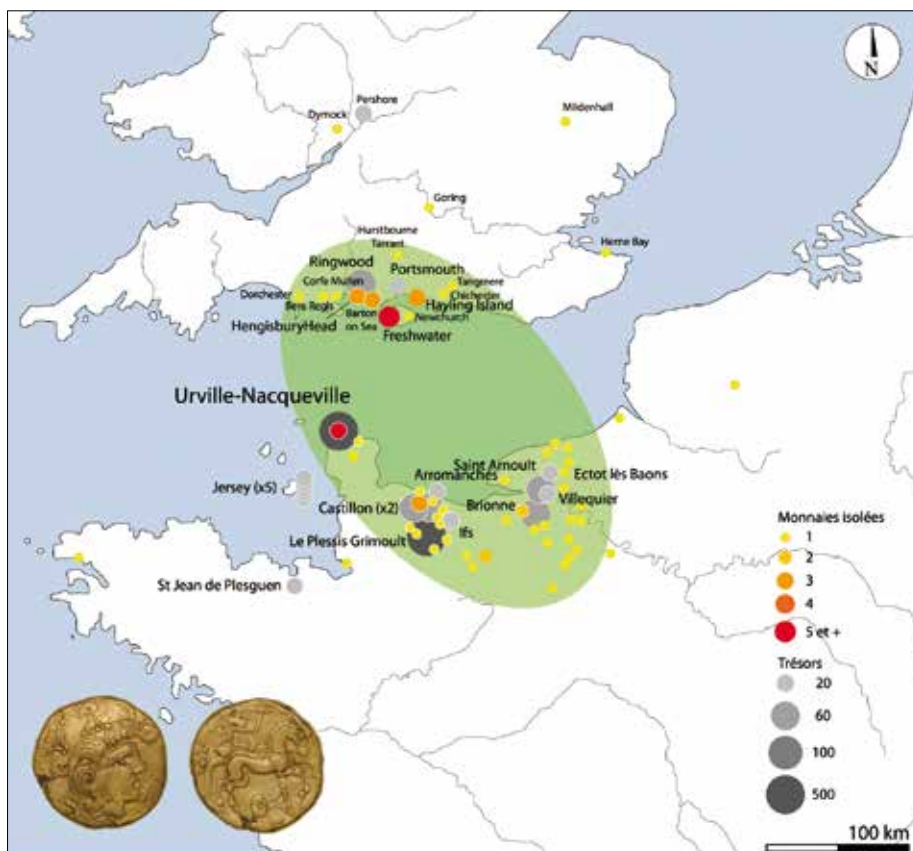 N
Pershore
Dymock
Mildenhall
Goring
Hurstbourne
Tarrant
Herne Bay
Ringwood
Portsmouth
Corfe Mullen
Tangmere
Dorchester
Chichester
Bere Regis
Hayling Island
Barton
on Sea
Newchurch
HengisburyHead
Freshwater
Urville-Nacqueville
Saint Arnoult
Ectot lès Baons
Arromanches
Jersey (x5)
Villequier
Castillon (x2)
Brionne
Ifs
Le Plessis Grimoult
St Jean de Plesguen
Monnaies isolées
1
2
3
4
5 et +
Trésors
20
60
100
500
100 km